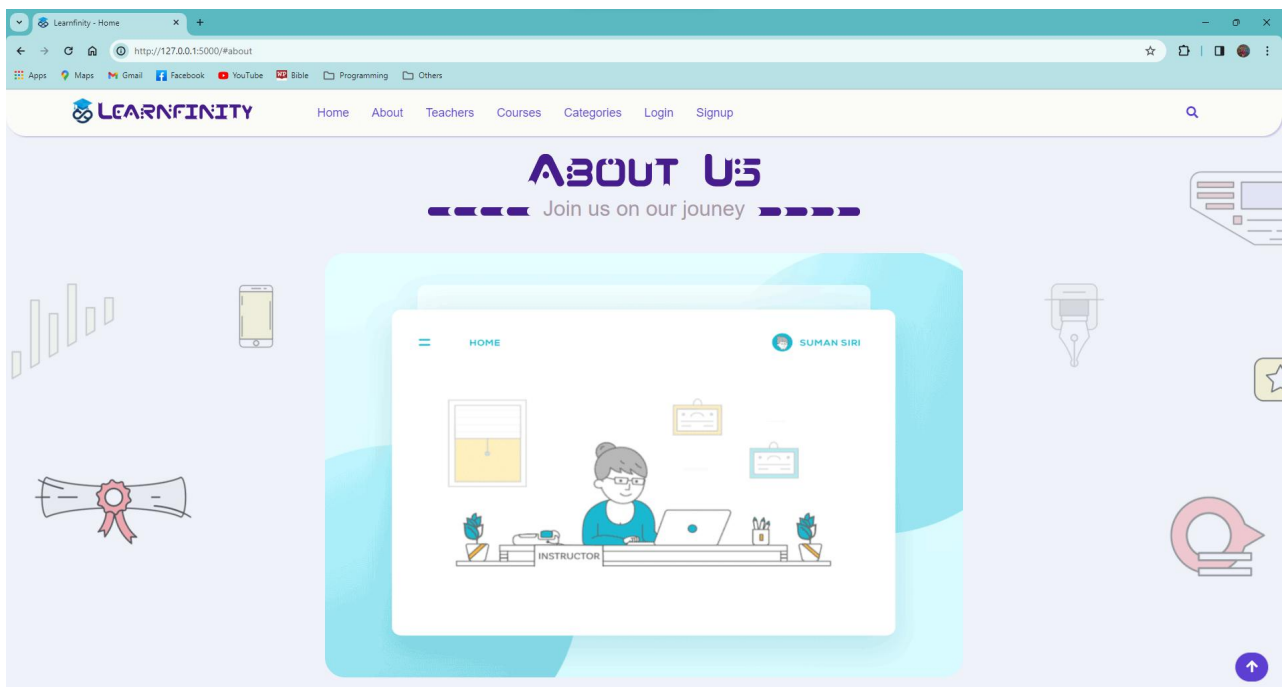 Learnfinity - Home
http://127.0.0.1:5000/#about
Apps Maps Gmail Facebook YouTube Bible Programming Others
LEARNFINITY Home About Teachers Courses Categories Login Signup
ABOUT US
Join us on our jouney
HOME SUMAN SIRI
INSTRUCTOR